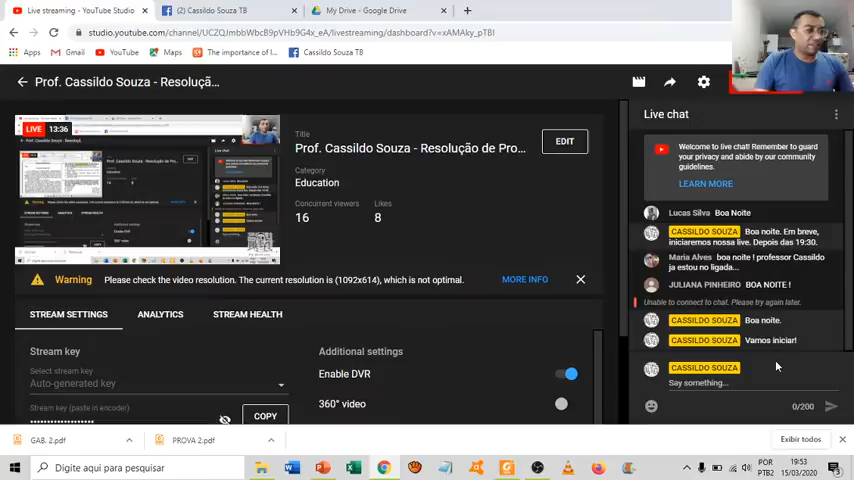 Live streaming - YouTube Studio
(2) Cassildo Souza TB
My Drive - Google Drive
studio.youtube.com/channel/UCZQJmbbWbcB9pVHb9G4x_eA/livestreaming/dashboard?v=xAMAky_pTBI
Apps
Gmail
YouTube
Maps
The importance of l...
Cassildo Souza TB
Prof. Cassildo Souza - Resoluçã...
Live chat
LIVE 13:36
Title
Prof. Cassildo Souza - Resolução de Pro...
EDIT
Category
Education
Concurrent viewers
Likes
16
8
Welcome to live chat! Remember to guard
your privacy and abide by our community
guidelines.
LEARN MORE
Lucas Silva Boa Noite
CASSILDO SOUZA Boa noite. Em breve,
iniciaremos nossa live. Depois das 19:30.
Maria Alves boa noite ! professor Cassildo
ja estou no ligada...
JULIANA PINHEIRO BOA NOITE !
Unable to connect to chat. Please try again later.
CASSILDO SOUZA Boa noite.
CASSILDO SOUZA Vamos iniciar!
CASSILDO SOUZA
Say something...
0/200
Warning Please check the video resolution. The current resolution is (1092x614), which is not optimal.
MORE INFO
STREAM SETTINGS
ANALYTICS
STREAM HEALTH
Stream key
Select stream key
Auto-generated key
Stream key (paste in encoder)
COPY
Additional settings
Enable DVR
360° video
GAB. 2.pdf
PROVA 2.pdf
Exibir todos
Digite aqui para pesquisar
POR
PTB2
19:53
15/03/2020
3